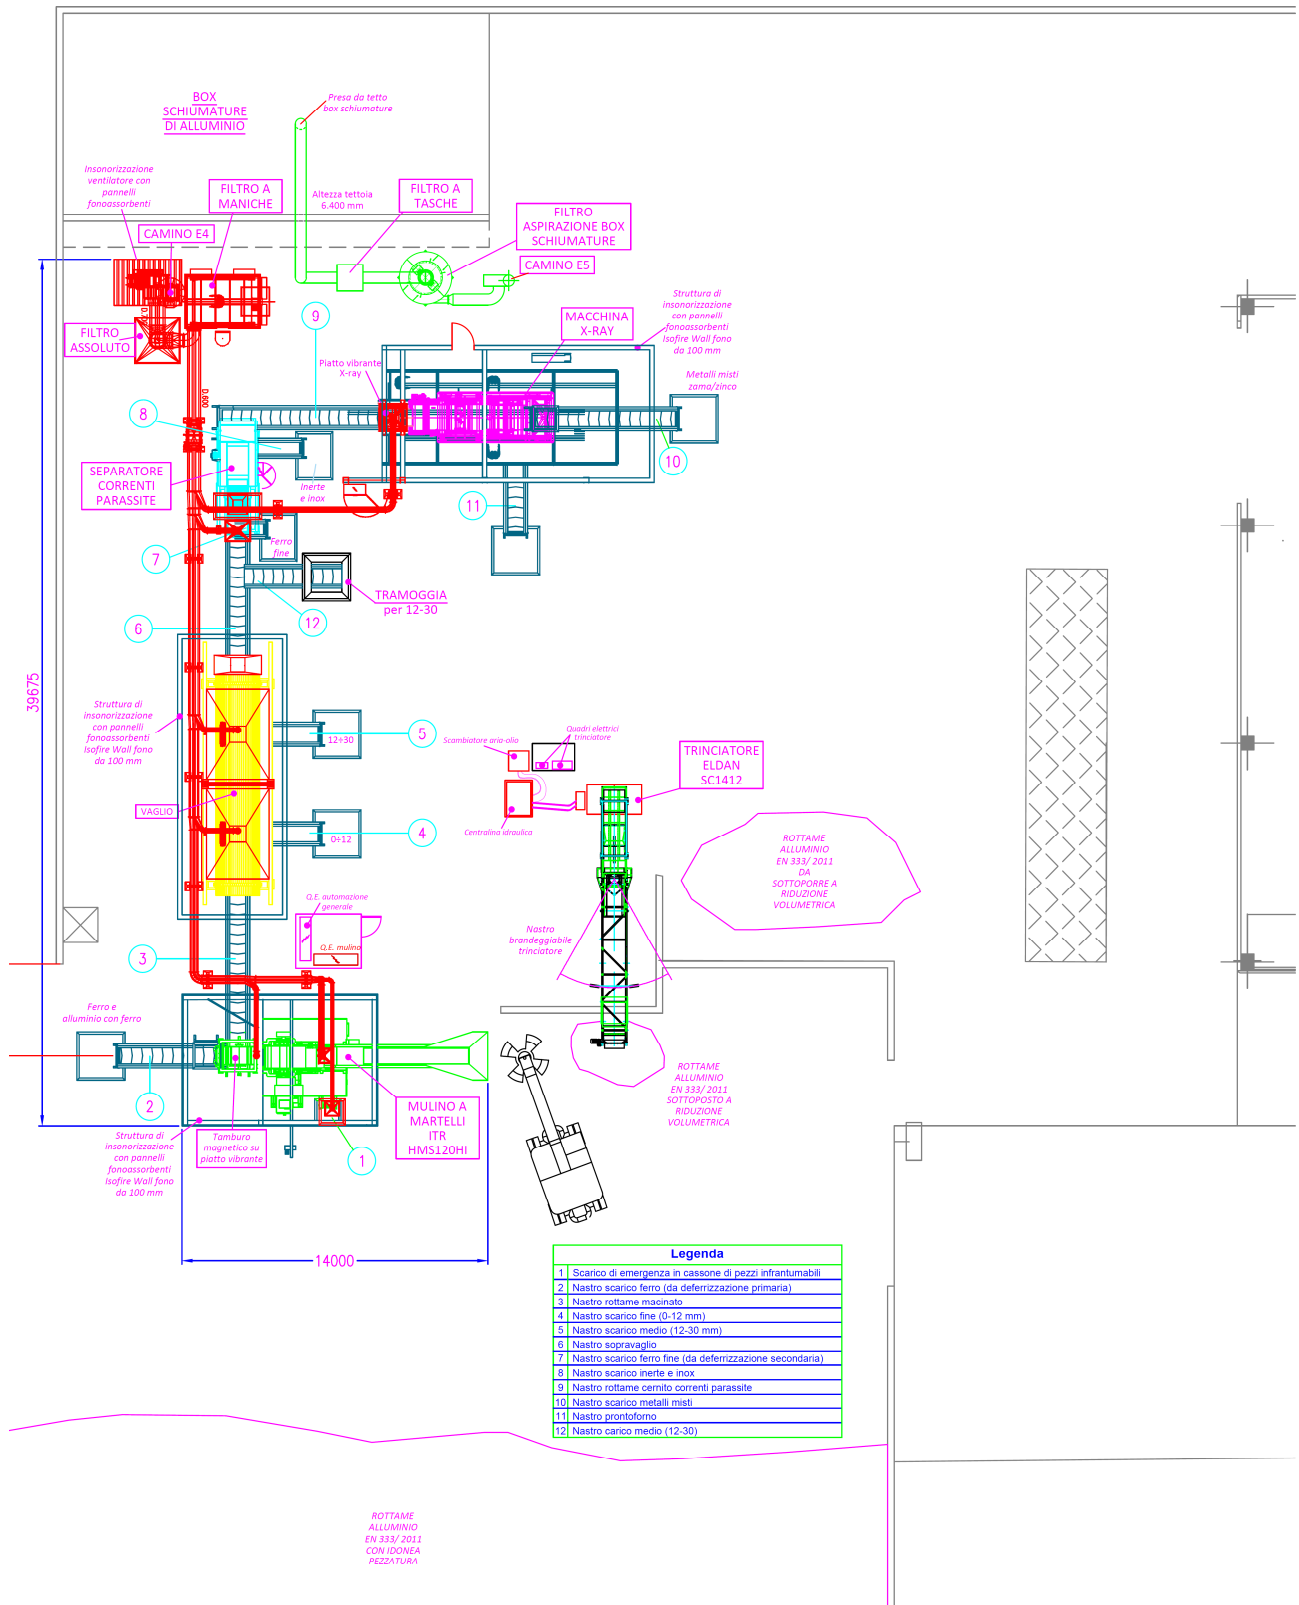 BOX
SCHIUMATURE
DI ALLUMINIO
Presa da tetto
box schiumature
Insonorizzazione
ventilatore con
pannelli
fonoassorbenti
FILTRO A
MANICHE
Altezza tettoia
6.400 mm
FILTRO A
TASCHE
FILTRO
ASPIRAZIONE BOX
SCHIUMATURE
CAMINO E4
CAMINO E5
Struttura di
insonorizzazione
con pannelli
fonoassorbenti
Isofire Wall fono
da 100 mm
FILTRO
ASSOLUTO
9
MACCHINA
X-RAY
Piatto vibrante
X-ray
Metalli misti
zama/zinco
D.600
8
SEPARATORE
CORRENTI
PARASSITE
10
Inerte
e inox
11
Ferro
fine
7
TRAMOGGIA
per 12-30
12
6
39675
Struttura di
insonorizzazione
con pannelli
fonoassorbenti
Isofire Wall fono
da 100 mm
12÷30
5
Scambiatore aria-olio
Quadri elettrici
trinciatore
TRINCIATORE
ELDAN
SC1412
VAGLIO
0÷12
4
Centralina idraulica
ROTTAME
ALLUMINIO
EN 333/ 2011
DA
SOTTOPORRE A
RIDUZIONE
VOLUMETRICA
Q.E. automazione
generale
Q.E. mulino
Nastro
brandeggiabile
trinciatore
3
Ferro e
alluminio con ferro
2
ROTTAME
ALLUMINIO
EN 333/ 2011
SOTTOPOSTO A
RIDUZIONE
VOLUMETRICA
MULINO A
MARTELLI
ITR
HMS120HI
Struttura di
insonorizzazione
con pannelli
fonoassorbenti
Isofire Wall fono
da 100 mm
Tamburo
magnetico su
piatto vibrante
1
14000
Legenda
1 Scarico di emergenza in cassone di pezzi infrantumabili
2 Nastro scarico ferro (da deferrizzazione primaria)
3 Nastro rottame macinato
4 Nastro scarico fine (0-12 mm)
5 Nastro scarico medio (12-30 mm)
6 Nastro sopravaglio
7 Nastro scarico ferro fine (da deferrizzazione secondaria)
8 Nastro scarico inerte e inox
9 Nastro rottame cernito correnti parassite
10 Nastro scarico metalli misti
11 Nastro prontoforno
12 Nastro carico medio (12-30)
ROTTAME
ALLUMINIO
EN 333/ 2011
CON IDONEA
PEZZATURA